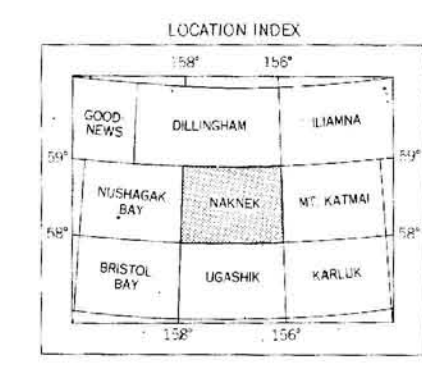 LOCATION INDEX
158° 156°
GOOD-
NEWS
DILLINGHAM
ILIAMNA
59° 59°
NUSHAGAK
BAY
NAKNEK
MT. KATMAI
58° 58°
BRISTOL
BAY
UGASHIK
KARLUK
158° 156°